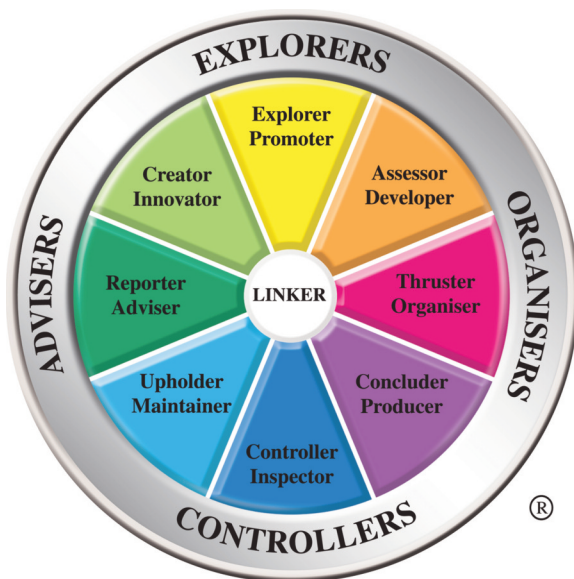 EXPLORERS
Explorer
Promoter
Creator
Innovator
Assessor
Developer
ADVISERS
ORGANISERS
Reporter
Adviser
LINKER
Thruster
Organiser
Upholder
Maintainer
Concluder
Producer
Controller
Inspector
CONTROLLERS
®